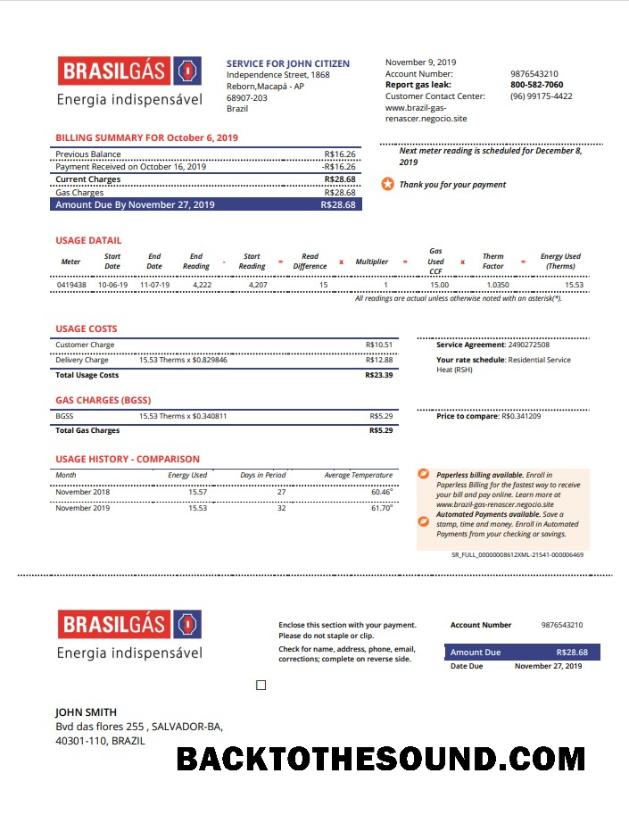 BRASILGÁS
Energia indispensável
SERVICE FOR JOHN CITIZEN
Independence Street, 1868
Reborn,Macapá - AP
68907-203
Brazil
November 9, 2019
Account Number: 9876543210
Report gas leak: 800-582-7060
Customer Contact Center: (96) 99175-4422
www.brazil-gas-
renascer.negocio.site
BILLING SUMMARY FOR October 6, 2019
Previous Balance R$16.26
Payment Received on October 16, 2019 -R$16.26
Current Charges R$28.68
Gas Charges R$28.68
Amount Due By November 27, 2019 R$28.68
Next meter reading is scheduled for December 8,
2019
Thank you for your payment
USAGE DATAIL
Meter Start Date End Date End Reading - Start Reading = Read Difference x Multiplier = Gas Used CCF x Therm Factor = Energy Used (Therms)
0419438 10-06-19 11-07-19 4,222 4,207 15 1 15.00 1.0350 15.53
All readings are actual unless otherwise noted with an asterisk(*).
USAGE COSTS
Customer Charge R$10.51
Delivery Charge 15.53 Therms x $0.829846 R$12.88
Total Usage Costs R$23.39
Service Agreement: 2490272508
Your rate schedule: Residential Service
Heat (RSH)
GAS CHARGES (BGSS)
BGSS 15.53 Therms x $0.340811 R$5.29
Total Gas Charges R$5.29
Price to compare: R$0.341209
USAGE HISTORY - COMPARISON
Month Energy Used Days in Period Average Temperature
November 2018 15.57 27 60.46°
November 2019 15.53 32 61.70°
Paperless billing available. Enroll in
Paperless Billing for the fastest way to receive
your bill and pay online. Learn more at
www.brazil-gas-renascer.negocio.site
Automated Payments available. Save a
stamp, time and money. Enroll in Automated
Payments from your checking or savings.
SR_FULL_00000008612XML-21541-000006469
BRASILGÁS
Energia indispensável
Enclose this section with your payment.
Please do not staple or clip.
Check for name, address, phone, email,
corrections; complete on reverse side.
Account Number 9876543210
Amount Due R$28.68
Date Due November 27, 2019
JOHN SMITH
Bvd das flores 255 , SALVADOR-BA,
40301-110, BRAZIL
BACKTOTHESOUND.COM